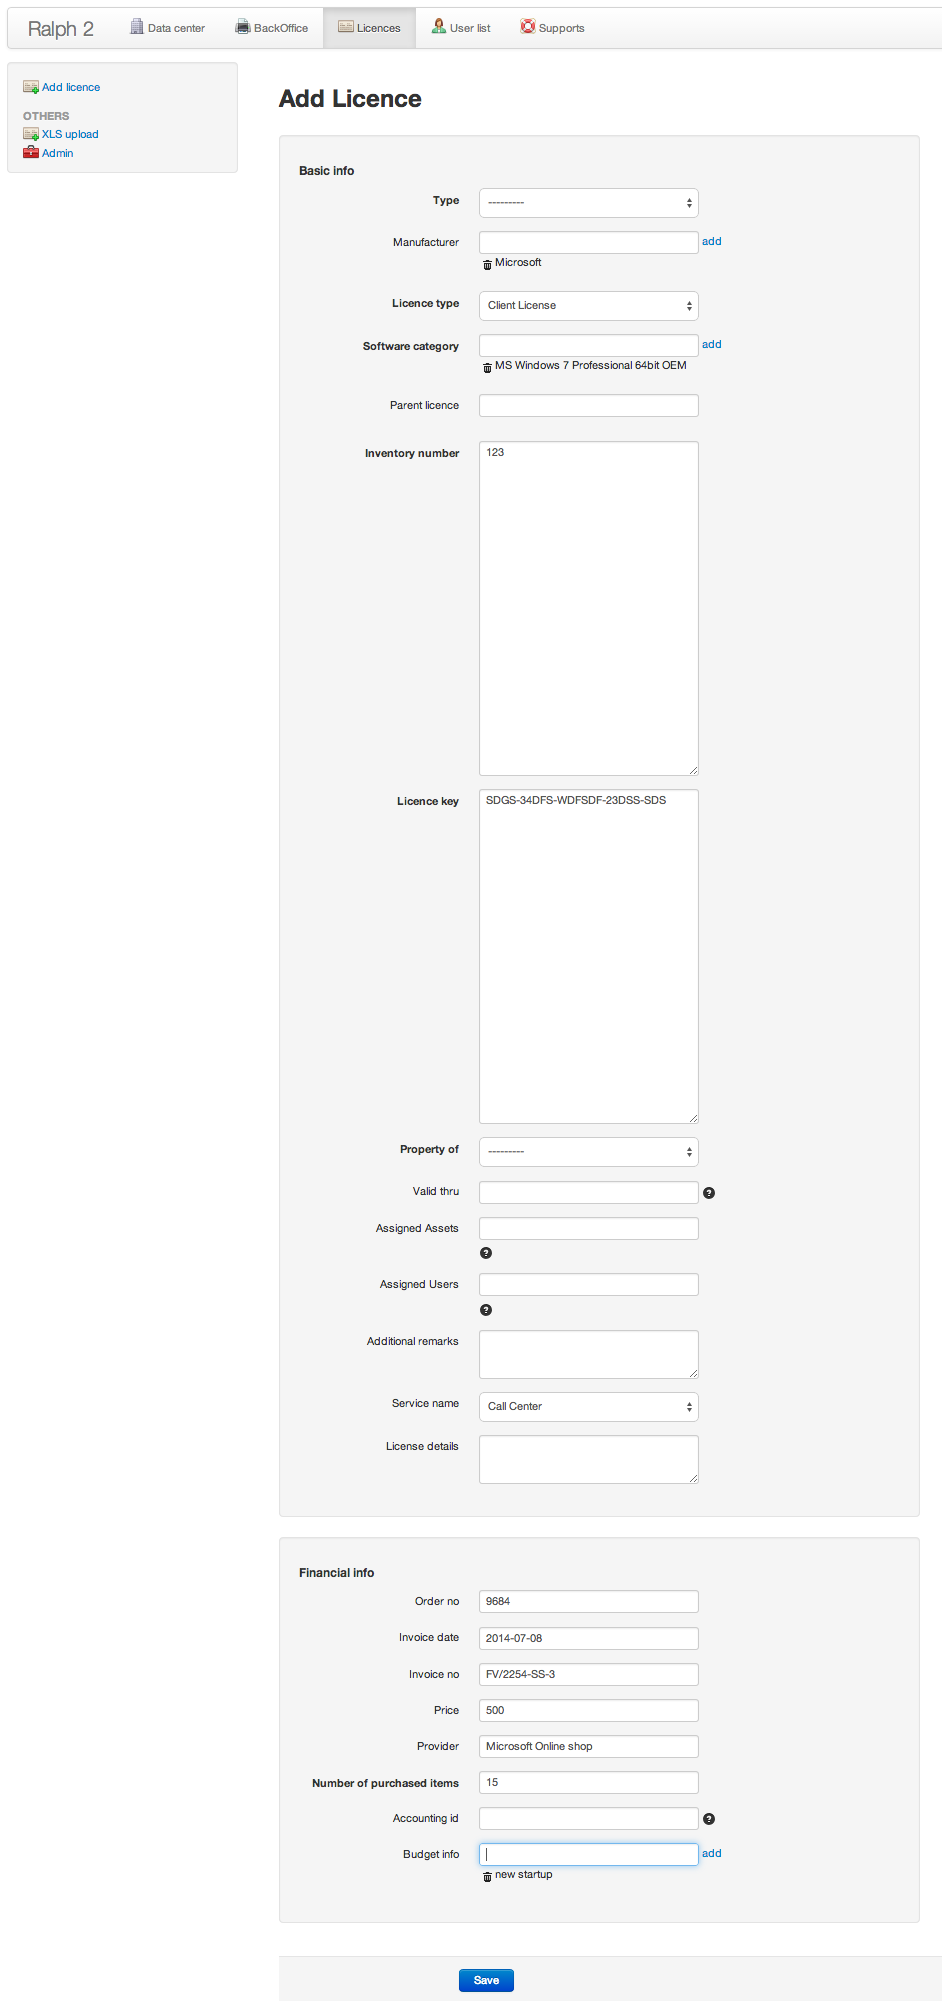 Ralph 2 Data center BackOffice Licences User list Supports
Add licence
OTHERS
XLS upload
Admin
Add Licence
Basic info
Type ---------
Manufacturer add
Microsoft
Licence type Client License
Software category add
MS Windows 7 Professional 64bit OEM
Parent licence
Inventory number 123
Licence key SDGS-34DFS-WDFSDF-23DSS-SDS
Property of ---------
Valid thru ?
Assigned Assets
?
Assigned Users
?
Additional remarks
Service name Call Center
License details
Financial info
Order no 9684
Invoice date 2014-07-08
Invoice no FV/2254-SS-3
Price 500
Provider Microsoft Online shop
Number of purchased items 15
Accounting id ?
Budget info add
new startup
Save